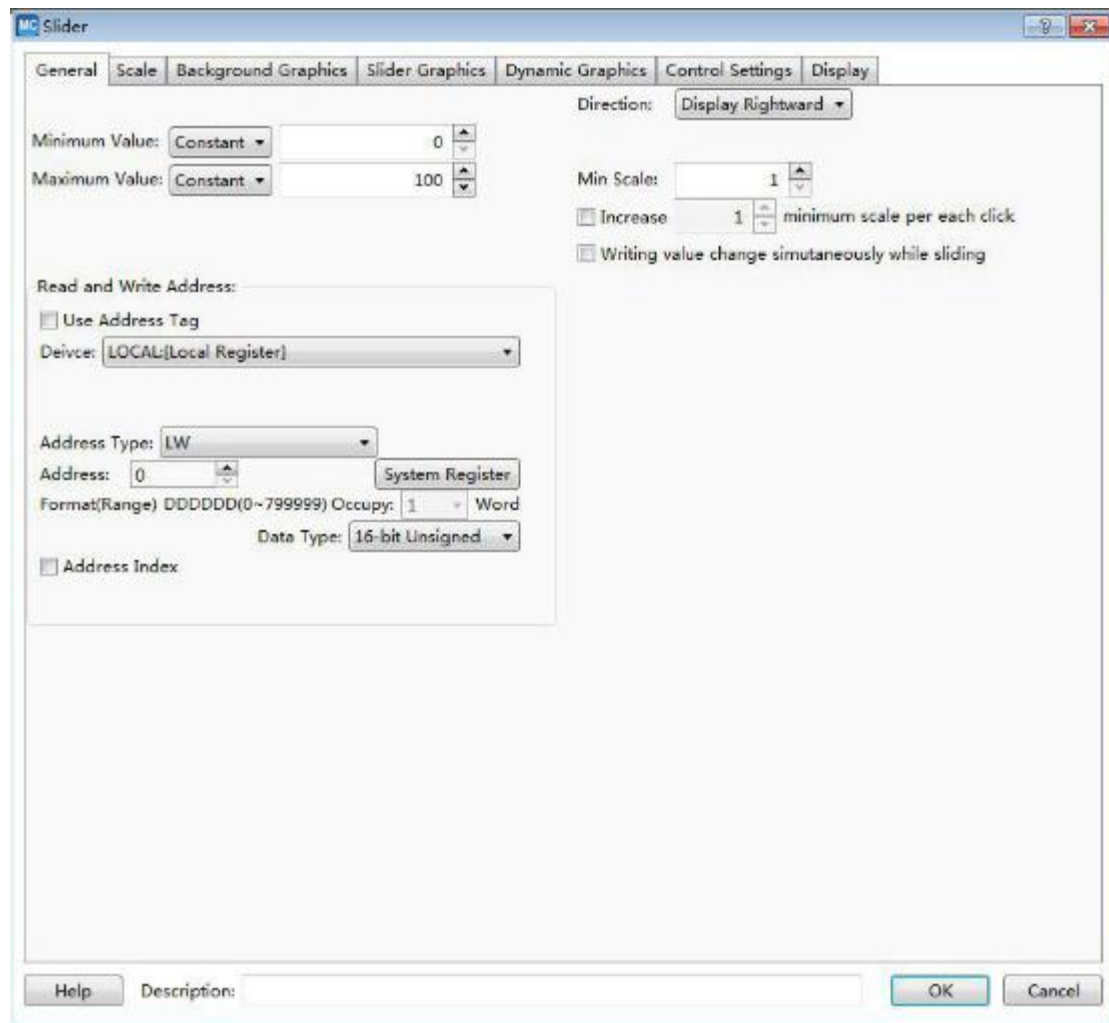 MC Slider
General Scale Background Graphics Slider Graphics Dynamic Graphics Control Settings Display
Direction: Display Rightward
Minimum Value: Constant 0
Maximum Value: Constant 100
Min Scale: 1
Increase 1 minimum scale per each click
Writing value change simutaneously while sliding
Read and Write Address:
Use Address Tag
Deivce: LOCAL:[Local Register]
Address Type: LW
Address: 0 System Register
Format(Range) DDDDDD(0~799999) Occupy: 1 Word
Data Type: 16-bit Unsigned
Address Index
Help Description: OK Cancel